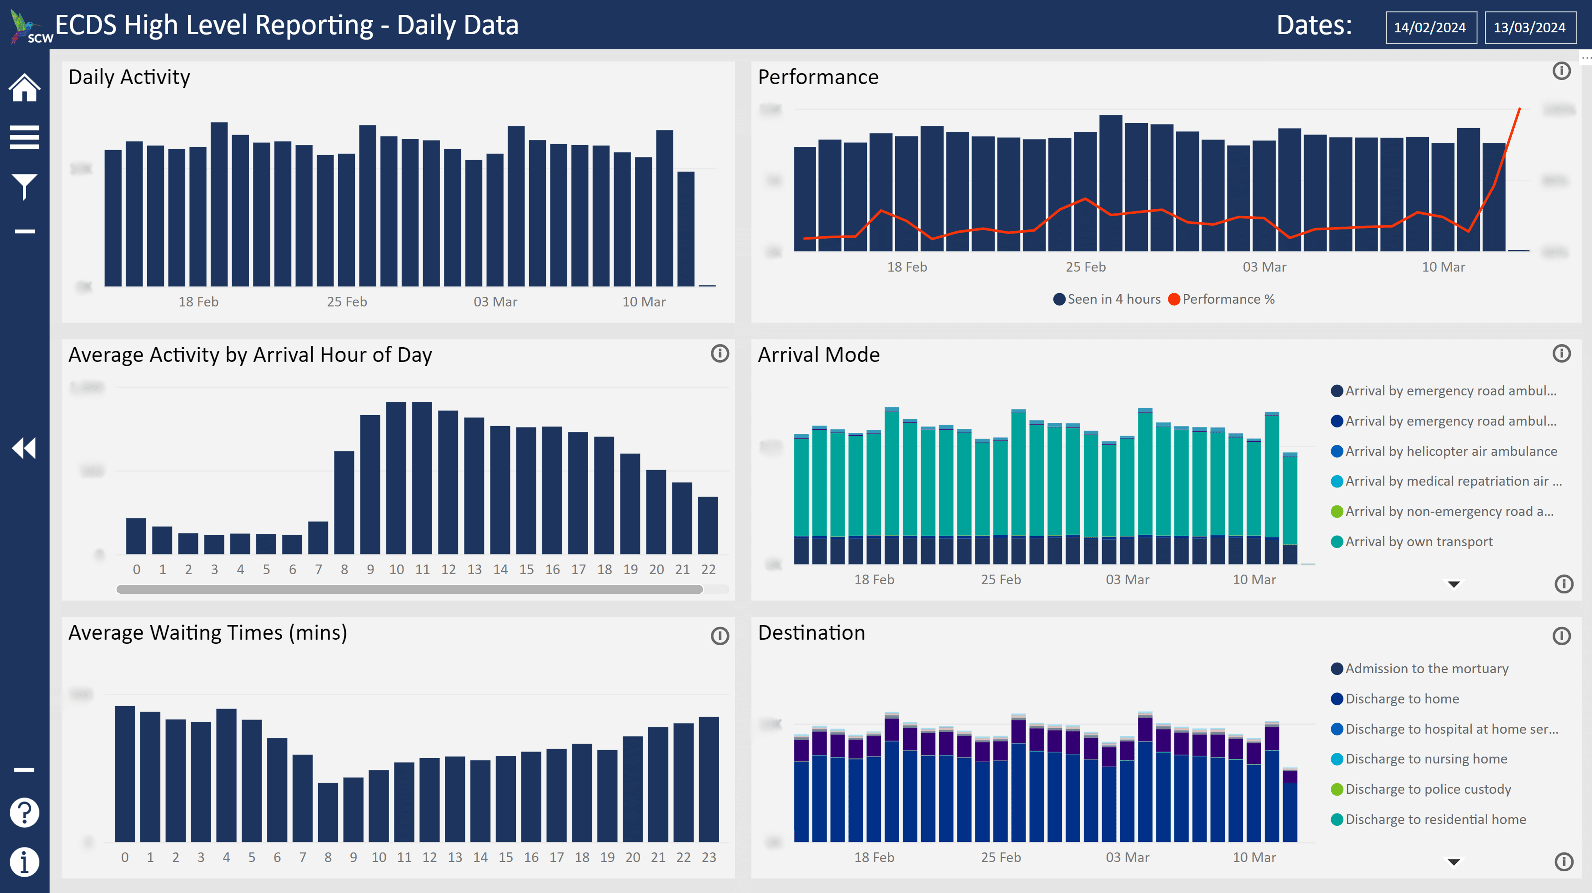 SCW
ECDS High Level Reporting - Daily Data
Dates:
14/02/2024
13/03/2024
Daily Activity
18 Feb 25 Feb 03 Mar 10 Mar
Performance
18 Feb 25 Feb 03 Mar 10 Mar
Seen in 4 hours Performance %
Average Activity by Arrival Hour of Day
0 1 2 3 4 5 6 7 8 9 10 11 12 13 14 15 16 17 18 19 20 21 22
Arrival Mode
Arrival by emergency road ambul...
Arrival by emergency road ambul...
Arrival by helicopter air ambulance
Arrival by medical repatriation air ...
Arrival by non-emergency road a...
Arrival by own transport
18 Feb 25 Feb 03 Mar 10 Mar
Average Waiting Times (mins)
0 1 2 3 4 5 6 7 8 9 10 11 12 13 14 15 16 17 18 19 20 21 22 23
Destination
Admission to the mortuary
Discharge to home
Discharge to hospital at home ser...
Discharge to nursing home
Discharge to police custody
Discharge to residential home
18 Feb 25 Feb 03 Mar 10 Mar